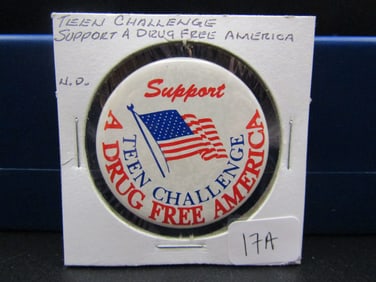 TEEN CHALLENGE
SUPPORT A DRUG FREE AMERICA
N.D.
Support
TEEN CHALLENGE
A DRUG FREE AMERICA
17A